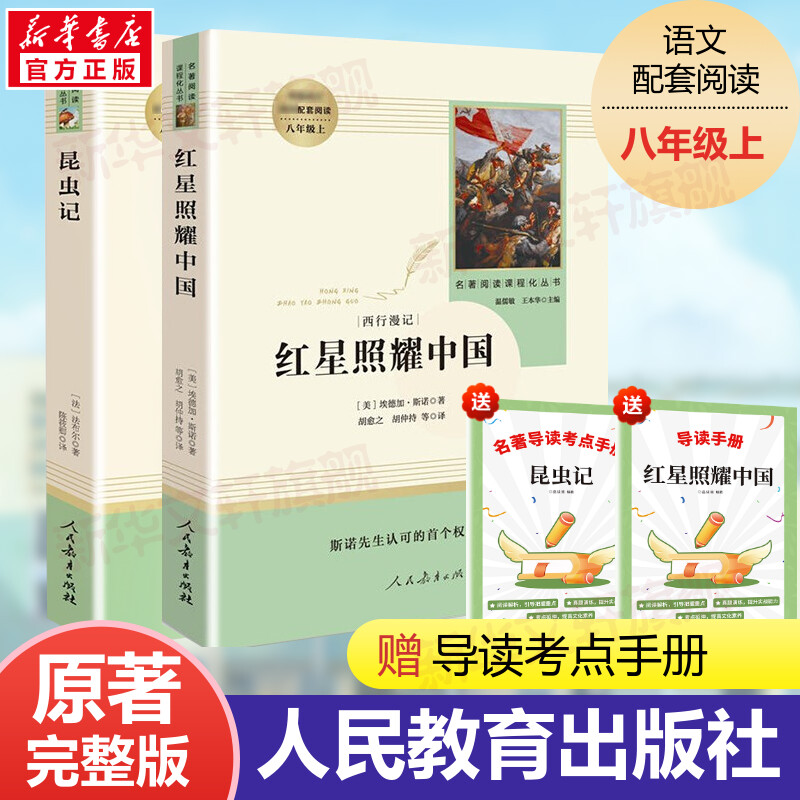 新华书店
官方正版
语文
配套阅读
八年级上
名著阅读
课程化丛书
配套阅读
八年级上
昆虫记
[法]法布尔 著
陈筱卿 译
人民教育出版社
红星照耀中国
[美]埃德加·斯诺 著
胡愈之 胡仲持 等 译
人民教育出版社
名著阅读课程化丛书
温儒敏 王本华/主编
HONG XING
ZHAO YAO ZHONG GUO
|西行漫记|
红星照耀中国
[美]埃德加·斯诺 著
胡愈之 胡仲持 等/译
斯诺先生认可的首个权
人民教育出版
送
名著导读考点手册
昆虫记
送
导读手册
红星照耀中国
赠 导读考点手册
原著
完整版
人民教育出版社